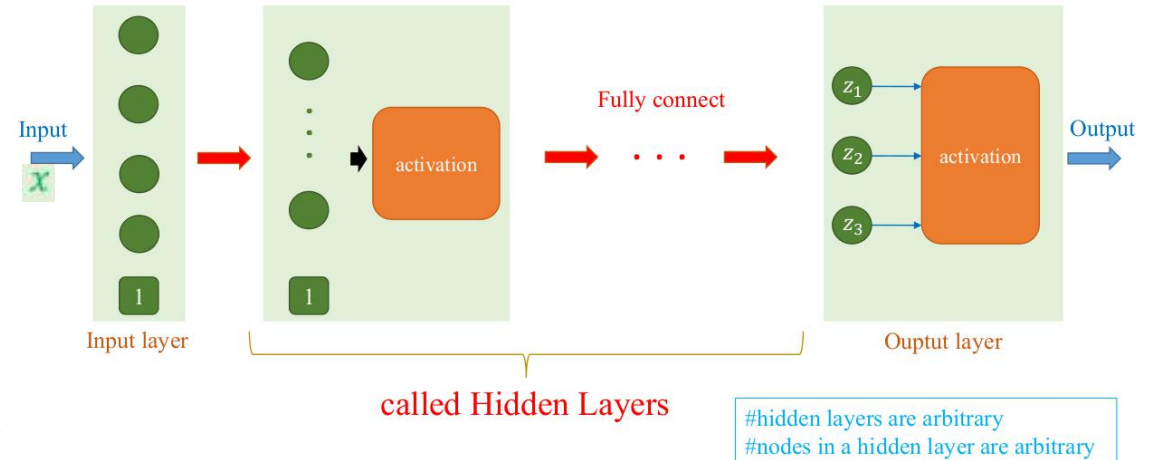 Input
x
1
Input layer
1
activation
Fully connect
. . .
z₁
z₂
z₃
activation
Output
Ouptut layer
called Hidden Layers
#hidden layers are arbitrary
#nodes in a hidden layer are arbitrary